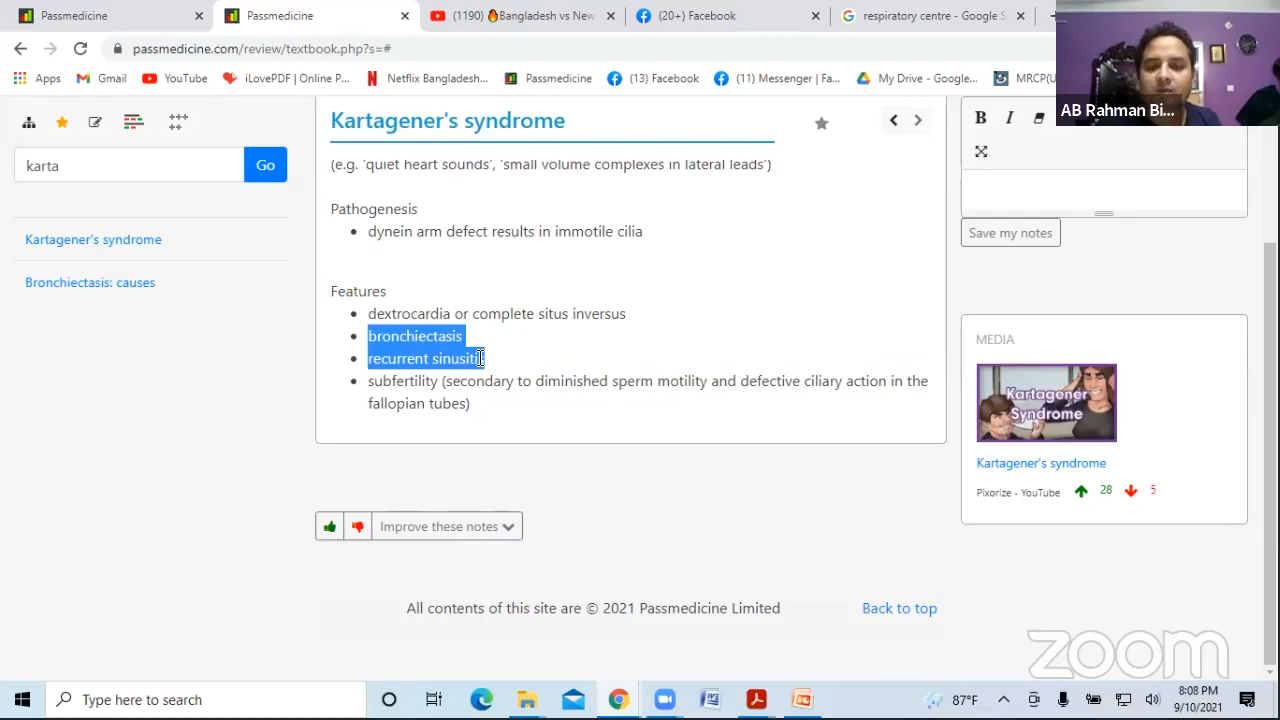 Passmedicine
Passmedicine
(1190) 🔥Bangladesh vs New
(20+) Facebook
respiratory centre - Google S
passmedicine.com/review/textbook.php?s=#
Apps
Gmail
YouTube
iLovePDF | Online P...
Netflix Bangladesh...
Passmedicine
(13) Facebook
(11) Messenger | Fa...
My Drive - Google...
MRCP(U
AB Rahman Bi...
karta
Go
Kartagener's syndrome
Bronchiectasis: causes
Kartagener's syndrome
(e.g. 'quiet heart sounds', 'small volume complexes in lateral leads')
Pathogenesis
• dynein arm defect results in immotile cilia
Features
• dextrocardia or complete situs inversus
• bronchiectasis
• recurrent sinusitis
• subfertility (secondary to diminished sperm motility and defective ciliary action in the
fallopian tubes)
Improve these notes
B I
Save my notes
MEDIA
Kartagener
Syndrome
Kartagener's syndrome
Pixorize - YouTube 28 5
All contents of this site are © 2021 Passmedicine Limited
Back to top
zoom
Type here to search
87°F
8:08 PM
9/10/2021